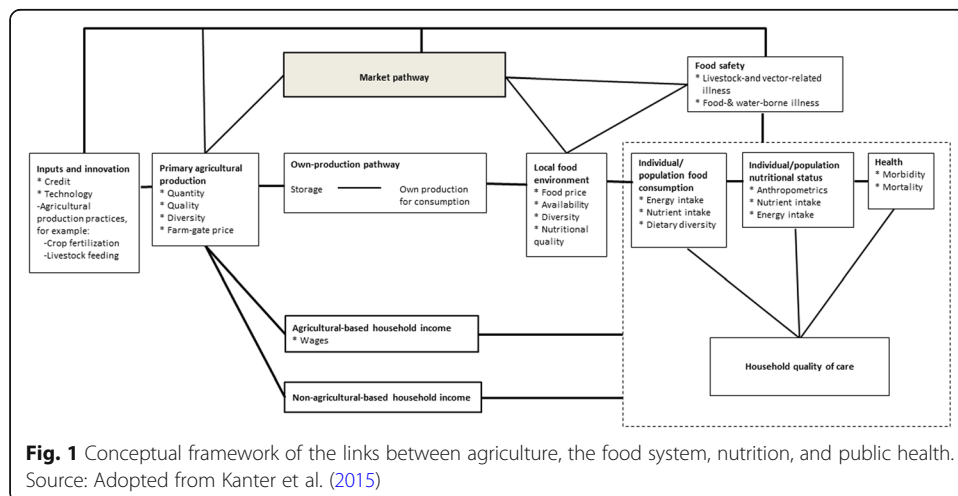 Market pathway
Food safety
* Livestock-and vector-related
illness
* Food-& water-borne illness
Inputs and innovation
* Credit
* Technology
-Agricultural
production practices,
for example:
-Crop fertilization
-Livestock feeding
Primary agricultural
production
* Quantity
* Quality
* Diversity
* Farm-gate price
Own-production pathway
Storage
Own production
for consumption
Local food
environment
* Food price
* Availability
* Diversity
* Nutritional
quality
Individual/
population food
consumption
* Energy intake
* Nutrient intake
* Dietary diversity
Individual/population
nutritional status
* Anthropometrics
* Nutrient intake
* Energy intake
Health
* Morbidity
* Mortality
Agricultural-based household income
* Wages
Household quality of care
Non-agricultural-based household income
Fig. 1 Conceptual framework of the links between agriculture, the food system, nutrition, and public health.
Source: Adopted from Kanter et al. (2015)